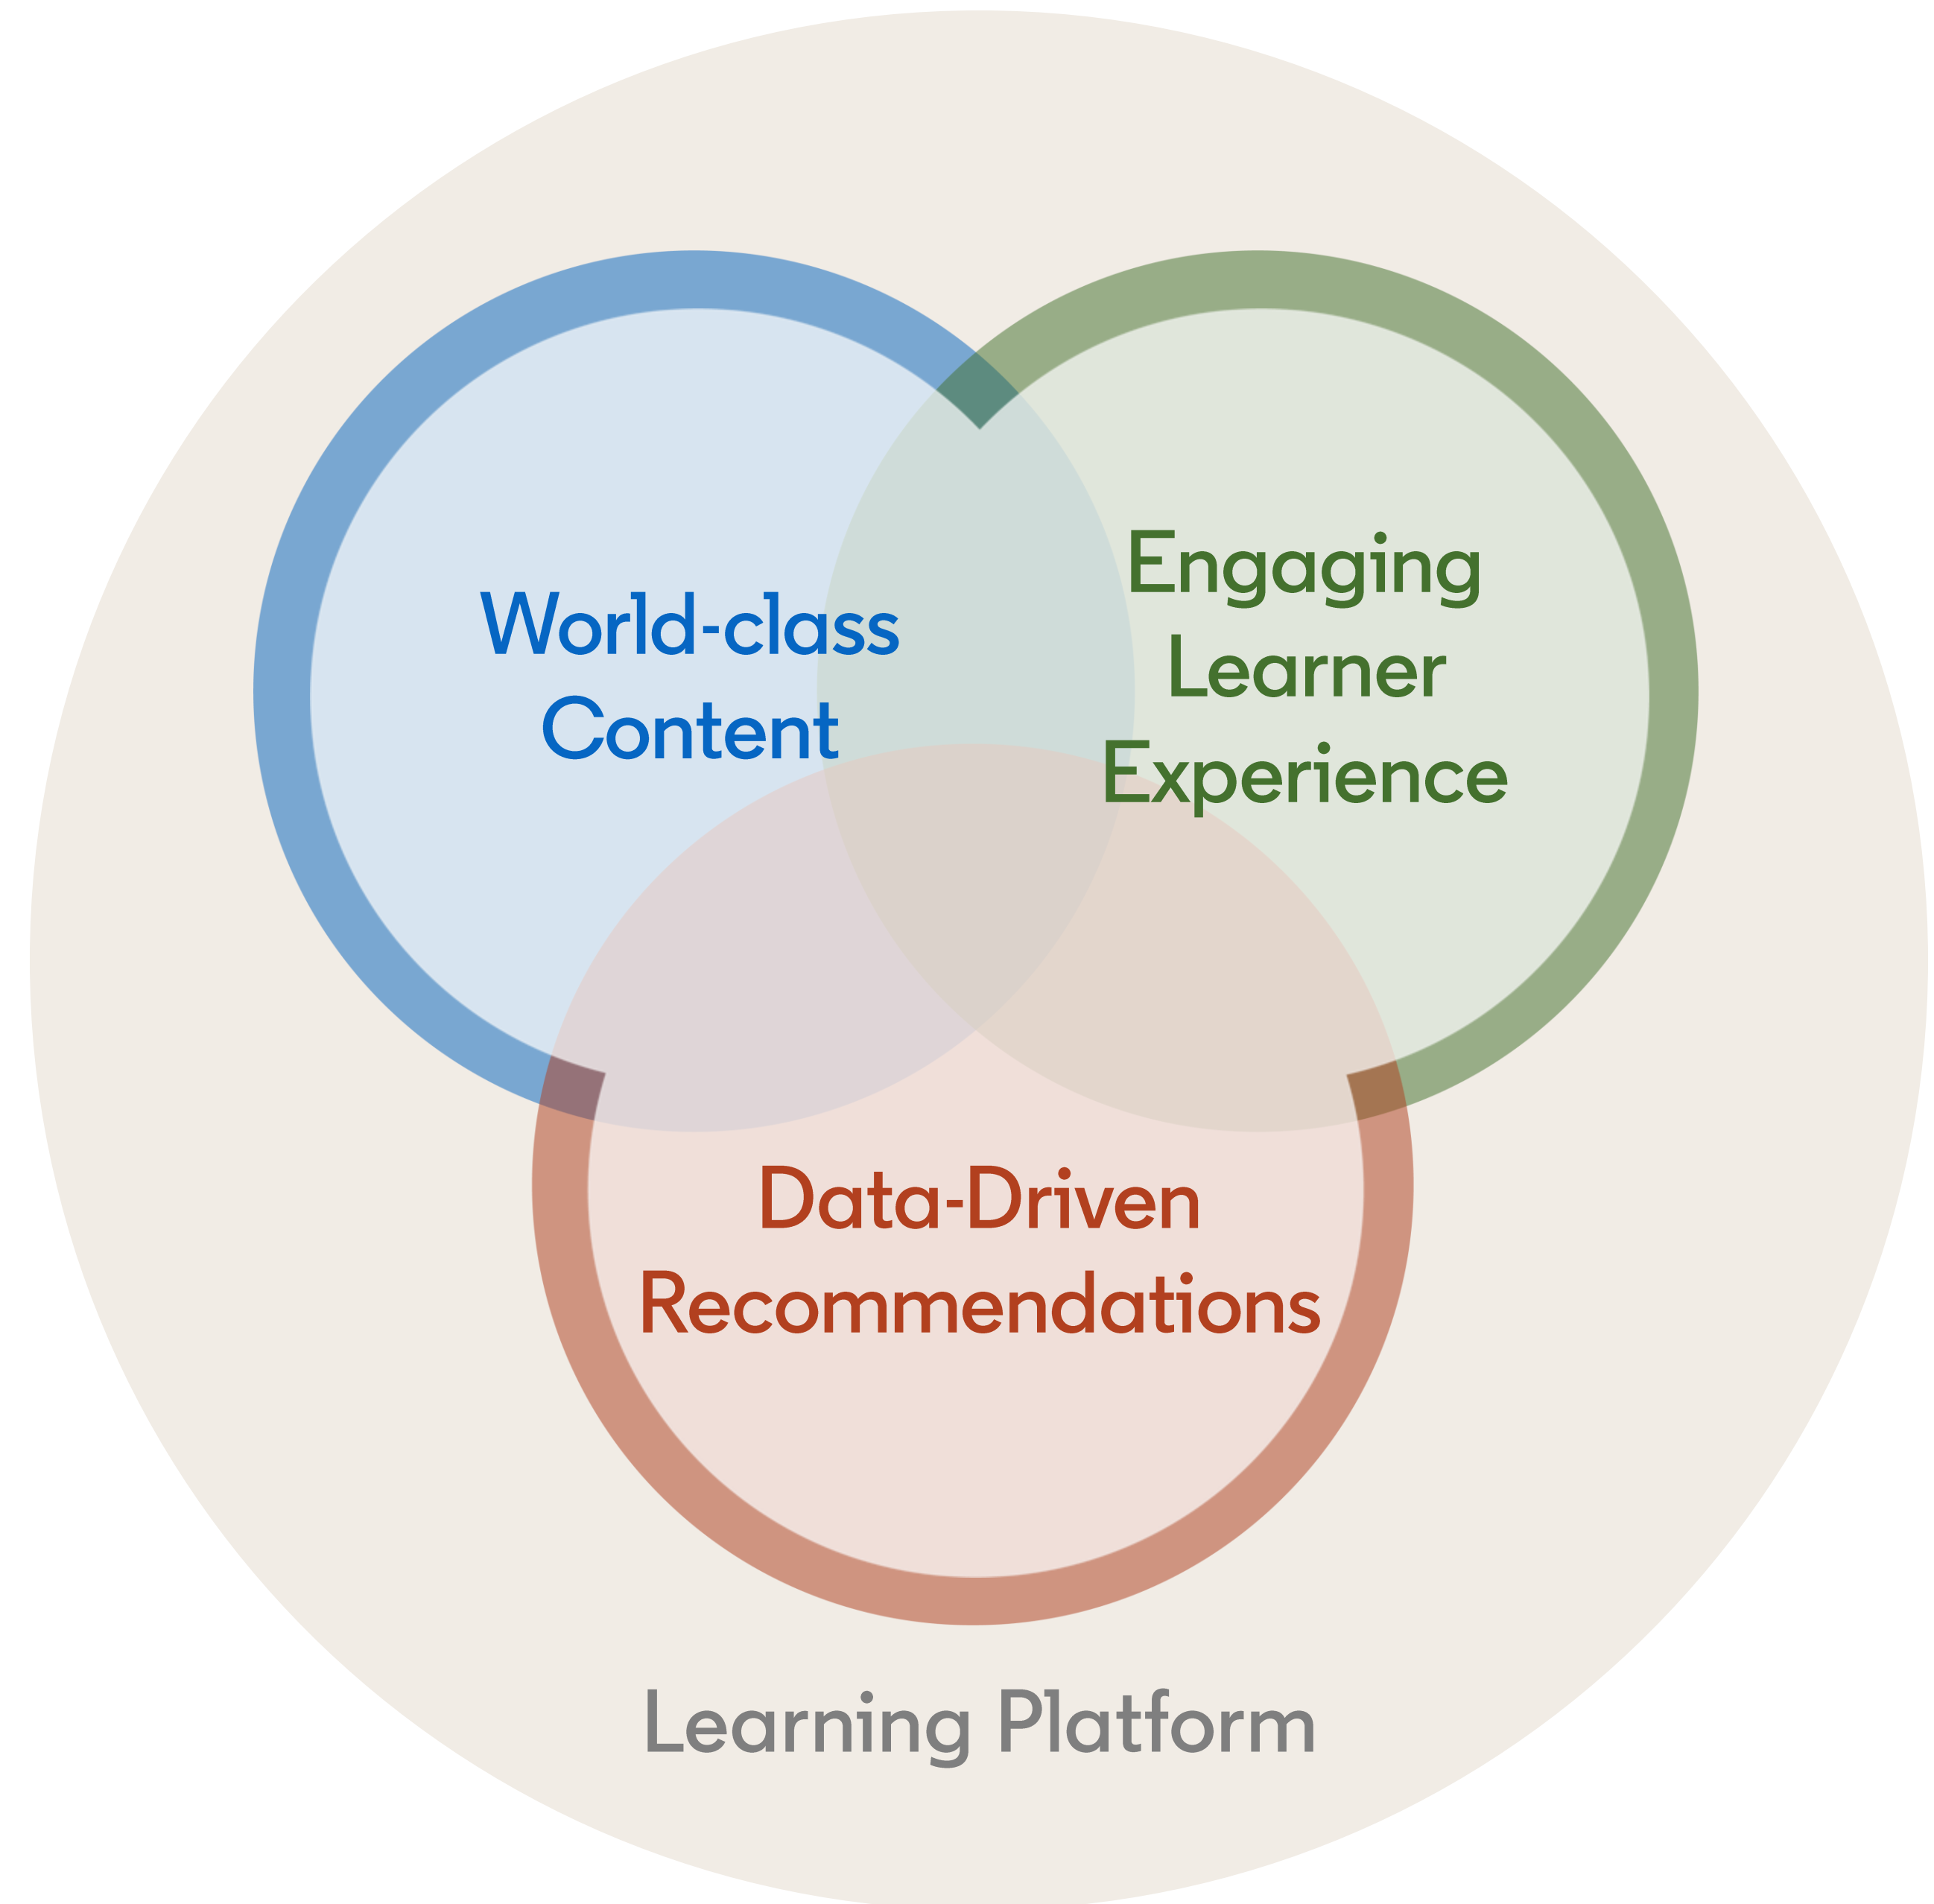 World-class
Content
Engaging
Learner
Experience
Data-Driven
Recommendations
Learning Platform